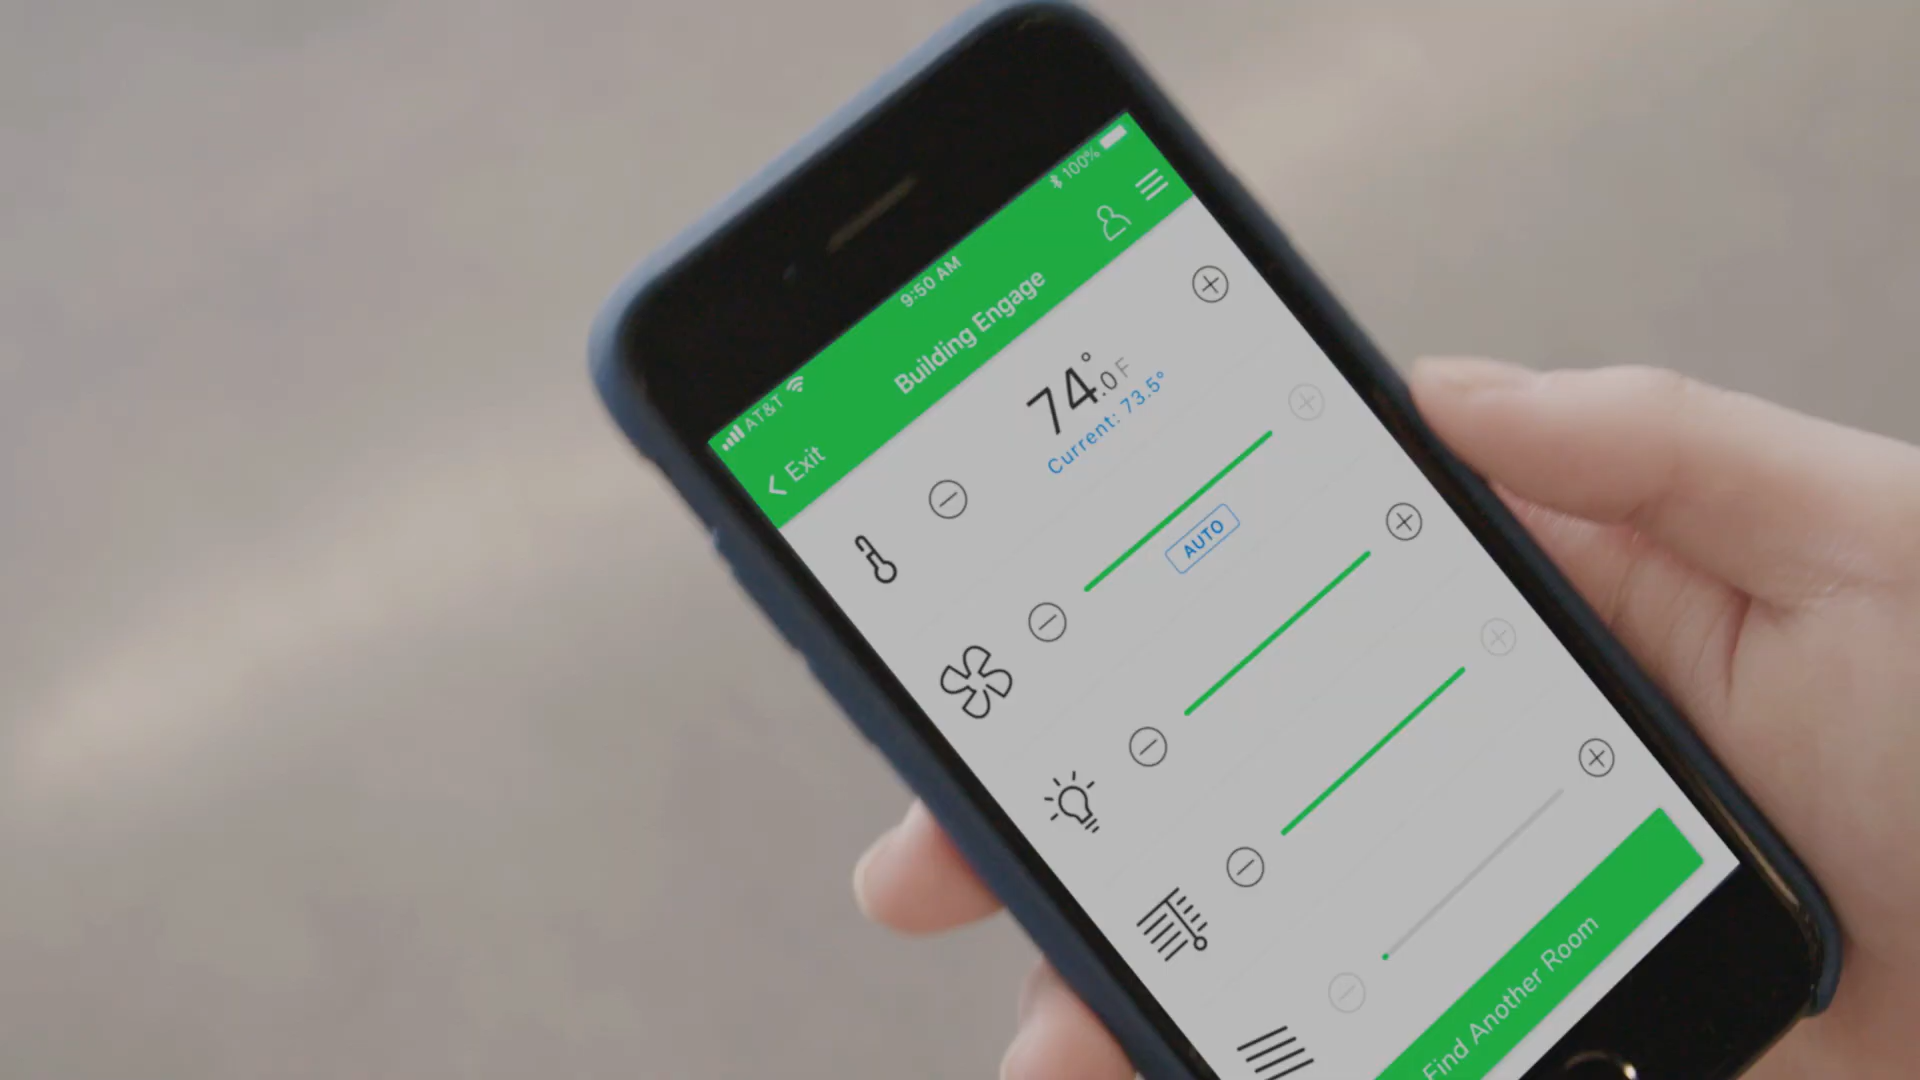 AT&T 9:50 AM 100%
Exit Building Engage
74°.0 F
Current: 73.5°
AUTO
Find Another Room